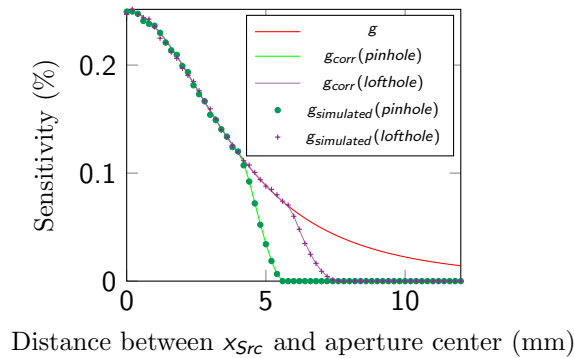 Sensitivity (%)
0.2
0.1
0
g
g_corr(pinhole)
g_corr(lofthole)
g_simulated(pinhole)
g_simulated(lofthole)
0 5 10
Distance between x_Src and aperture center (mm)